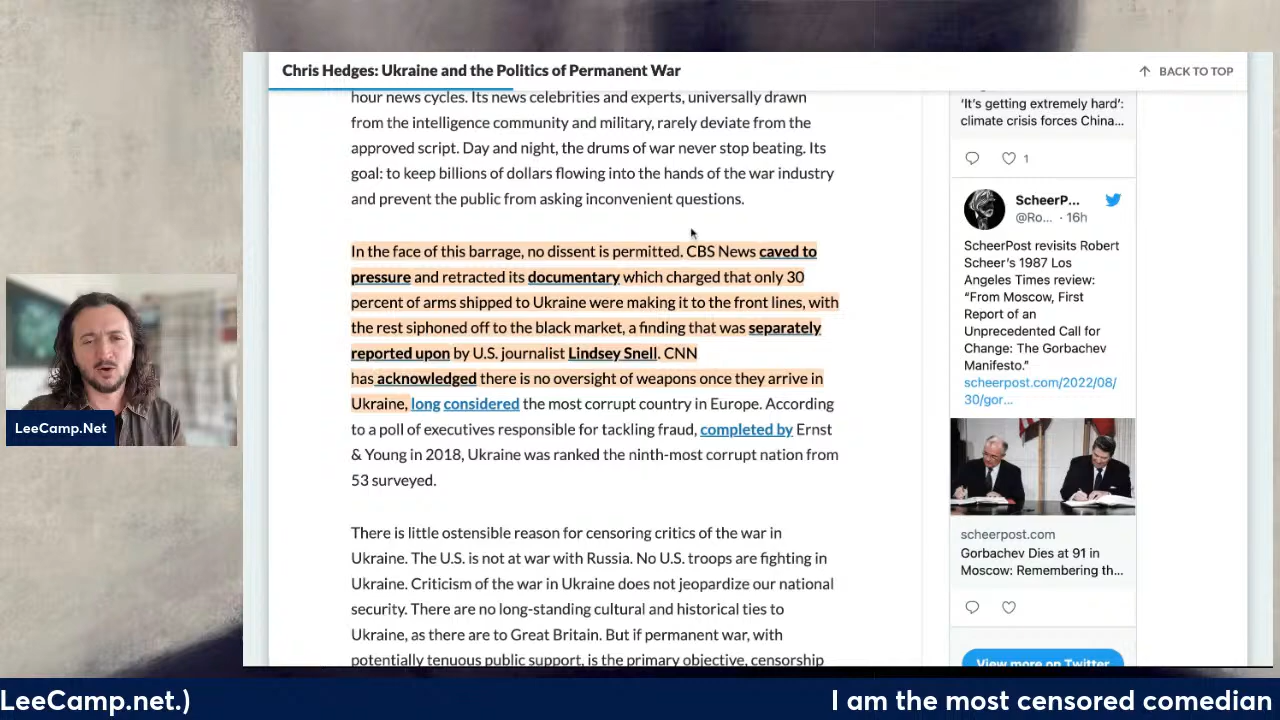 Chris Hedges: Ukraine and the Politics of Permanent War
BACK TO TOP
hour news cycles. Its news celebrities and experts, universally drawn
from the intelligence community and military, rarely deviate from the
approved script. Day and night, the drums of war never stop beating. Its
goal: to keep billions of dollars flowing into the hands of the war industry
and prevent the public from asking inconvenient questions.
In the face of this barrage, no dissent is permitted. CBS News caved to
pressure and retracted its documentary which charged that only 30
percent of arms shipped to Ukraine were making it to the front lines, with
the rest siphoned off to the black market, a finding that was separately
reported upon by U.S. journalist Lindsey Snell. CNN
has acknowledged there is no oversight of weapons once they arrive in
Ukraine, long considered the most corrupt country in Europe. According
to a poll of executives responsible for tackling fraud, completed by Ernst
& Young in 2018, Ukraine was ranked the ninth-most corrupt nation from
53 surveyed.
There is little ostensible reason for censoring critics of the war in
Ukraine. The U.S. is not at war with Russia. No U.S. troops are fighting in
Ukraine. Criticism of the war in Ukraine does not jeopardize our national
security. There are no long-standing cultural and historical ties to
Ukraine, as there are to Great Britain. But if permanent war, with
potentially tenuous public support, is the primary objective, censorship
‘It’s getting extremely hard’:
climate crisis forces China...
1
ScheerP...
@Ro... · 16h
ScheerPost revisits Robert
Scheer’s 1987 Los
Angeles Times review:
“From Moscow, First
Report of an
Unprecedented Call for
Change: The Gorbachev
Manifesto.”
scheerpost.com/2022/08/
30/gor...
scheerpost.com
Gorbachev Dies at 91 in
Moscow: Remembering th...
View more on Twitter
LeeCamp.Net
LeeCamp.net.)
I am the most censored comedian